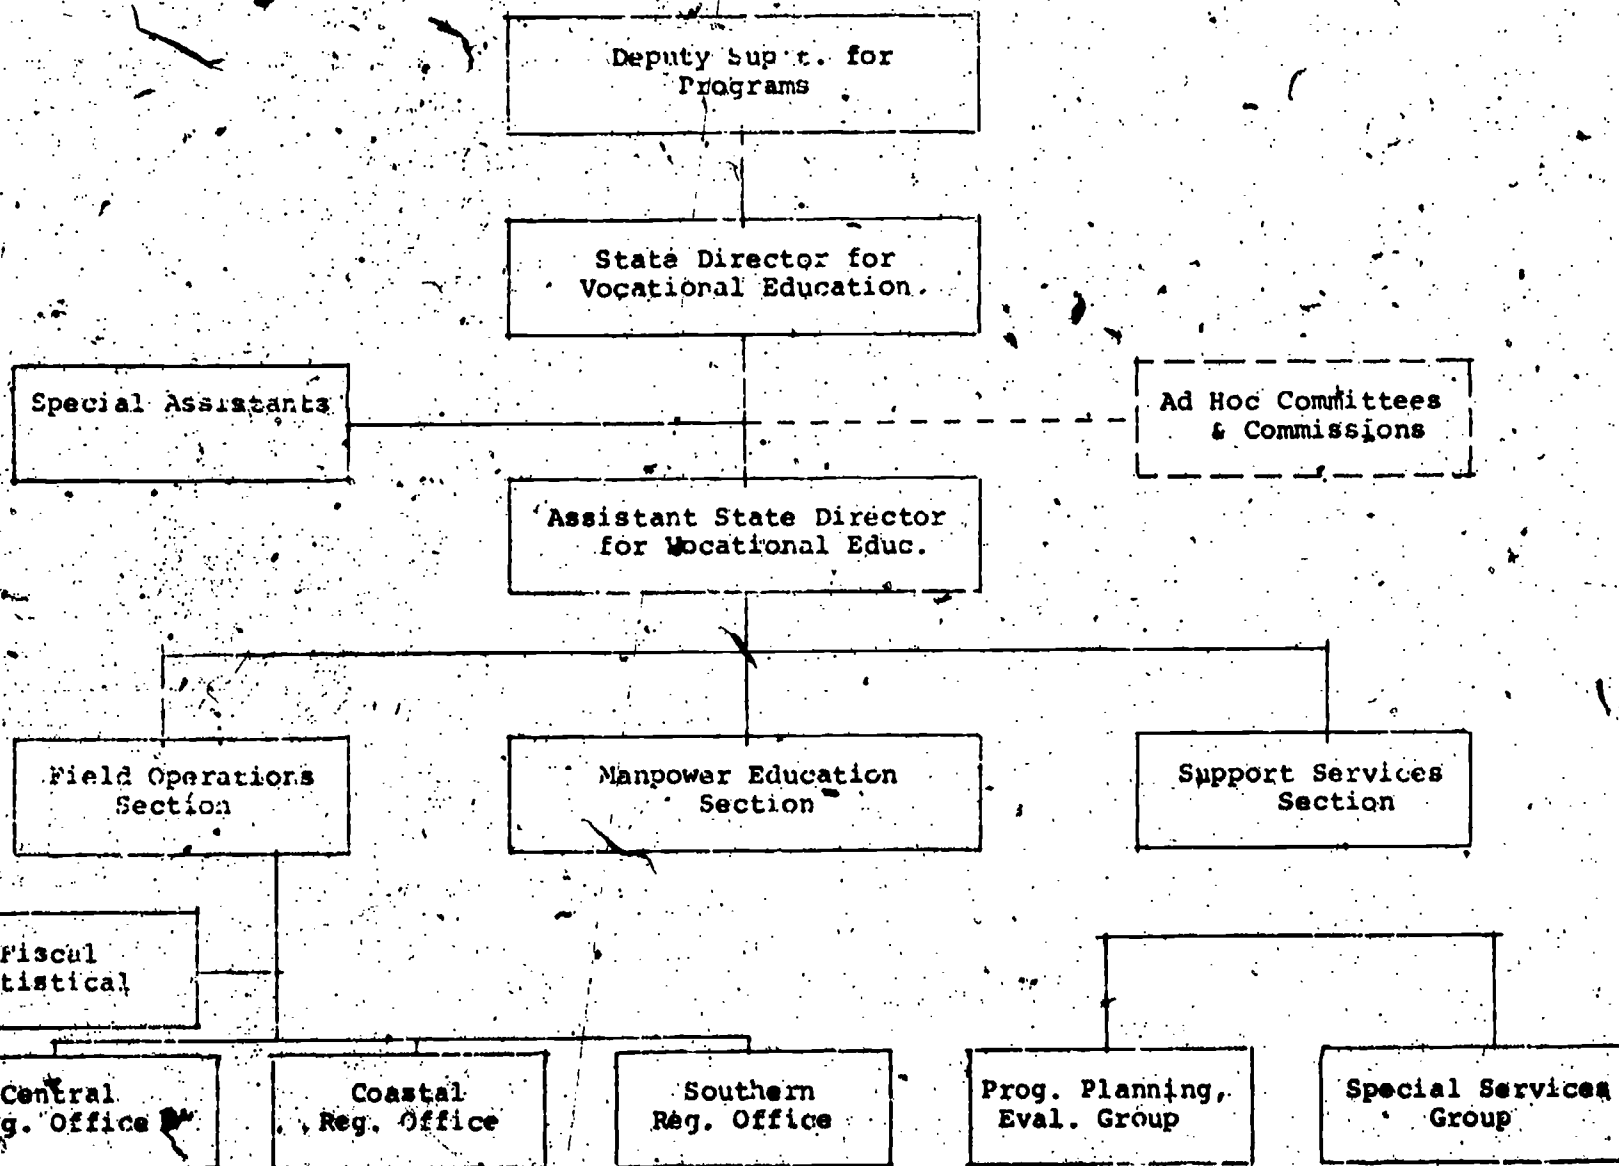 Deputy Sup't. for
Programs
State Director for
Vocational Education
Special Assistants
Ad Hoc Committees
& Commissions
Assistant State Director
for Vocational Educ.
Field Operations
Section
Manpower Education
Section
Support Services
Section
Fiscal
tistical
Central
g. Office
Coastal
Reg. Office
Southern
Reg. Office
Prog. Planning,
Eval. Group
Special Services
Group